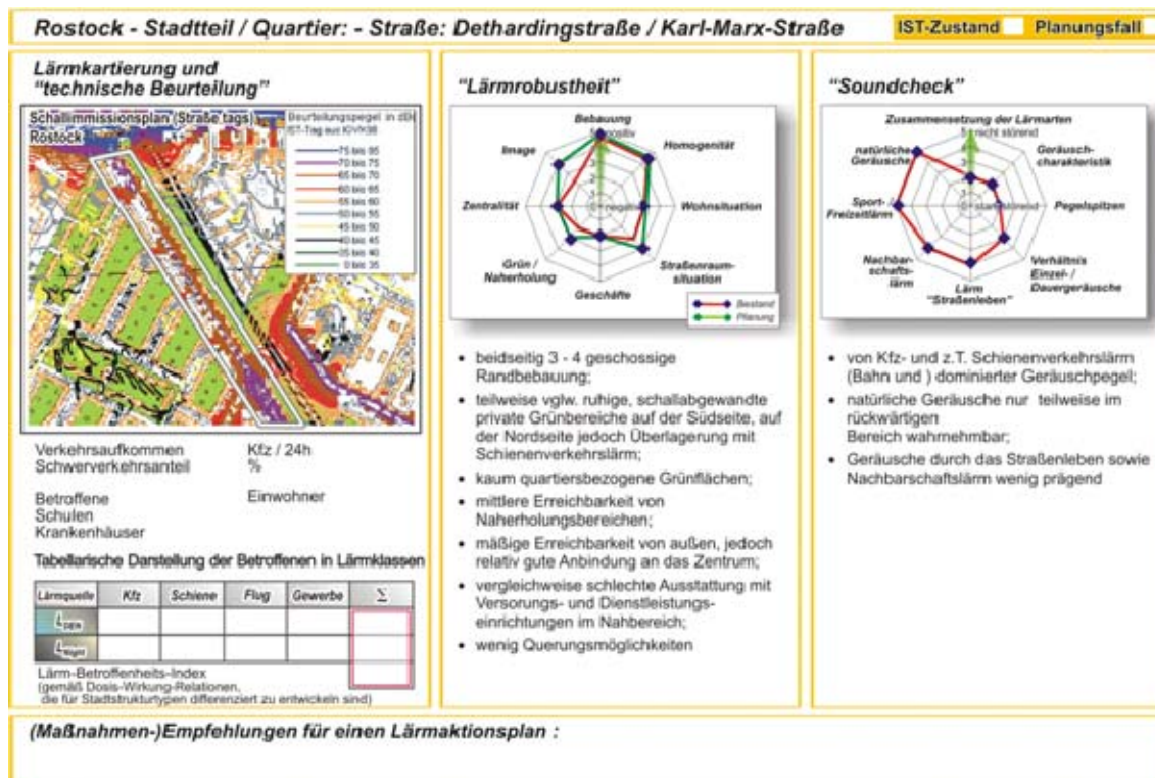 Rostock - Stadtteil / Quartier: - Straße: Dethardingstraße / Karl-Marx-Straße
IST-Zustand
Planungsfall
Lärmkartierung und
"technische Beurteilung"
Schallimmissionsplan (Straße tags)
Rostock
Beurteilungspegel in
75 bis 85
70 bis 75
65 bis 70
60 bis 65
55 bis 60
50 bis 55
45 bis 50
40 bis 45
35 bis 40
0 bis 35
Verkehrsaufkommen Kfz / 24h
Schwerverkehrsanteil %
Betroffene Einwohner
Schulen
Krankenhäuser
Tabellarische Darstellung der Betroffenen in Lärmklassen
Lärmquelle Kfz Schiene Flug Gewerbe Σ
L DEN
L Night
Lärm-Betroffenheits-Index
(gemäß Dosis-Wirkung-Relationen,
die für Stadtstrukturtypen differenziert zu entwickeln sind)
"Lärmrobustheit"
Bebauung
5 positiv
Image
Homogenität
Zentralität
Wohnsituation
Grün /
Naherholung
Straßenraum-
situation
Geschäfte
Bestand
Planung
• beidseitig 3 - 4 geschossige
Randbebauung;
• teilweise vglw. ruhige, schallabgewandte
private Grünbereiche auf der Südseite, auf
der Nordseite jedoch Überlagerung mit
Schienenverkehrslärm;
• kaum quartiersbezogene Grünflächen;
• mittlere Erreichbarkeit von
Naherholungsbereichen;
• mäßige Erreichbarkeit von außen, jedoch
relativ gute Anbindung an das Zentrum;
• vergleichweise schlechte Ausstattung mit
Versorungs- und Dienstleistungs-
einrichtungen im Nahbereich;
• wenig Querungsmöglichkeiten
"Soundcheck"
Zusammensetzung der Lärmarten
5 nicht störend
natürliche
Geräusche
Geräusch-
charakteristik
Sport-/
Freizeitlärm
Pegelspitzen
Nachbar-
schafts-
lärm
Verhältnis
Einzel- /
Dauergeräusche
Lärm
"Straßenleben"
• von Kfz- und z.T. Schienenverkehrslärm
(Bahn und ) dominierter Geräuschpegel;
• natürliche Geräusche nur teilweise im
rückwärtigen
Bereich wahrnehmbar;
• Geräusche durch das Straßenleben sowie
Nachbarschaftslärm wenig prägend
(Maßnahmen-)Empfehlungen für einen Lärmaktionsplan :